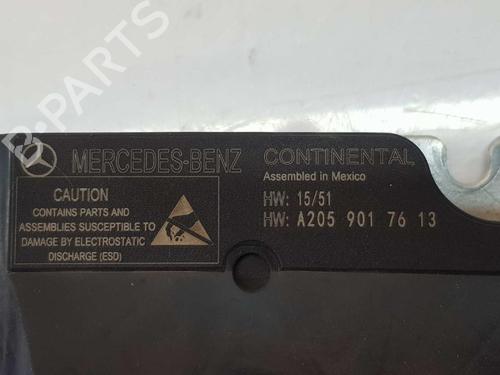 MERCEDES-BENZ
CONTINENTAL
Assembled in Mexico
HW: 15/51
HW: A205 901 76 13
CAUTION
CONTAINS PARTS AND
ASSEMBLIES SUSCEPTIBLE TO
DAMAGE BY ELECTROSTATIC
DISCHARGE (ESD)
B-PARTS